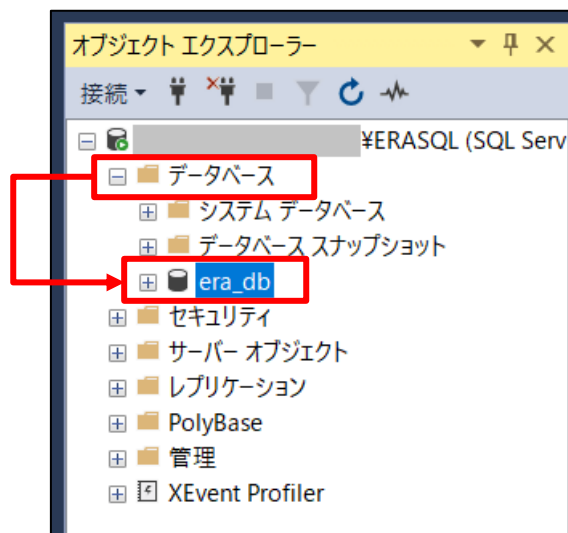 オブジェクト エクスプローラー
接続
¥ERASQL (SQL Serv
データベース
システム データベース
データベース スナップショット
era_db
セキュリティ
サーバー オブジェクト
レプリケーション
PolyBase
管理
XEvent Profiler